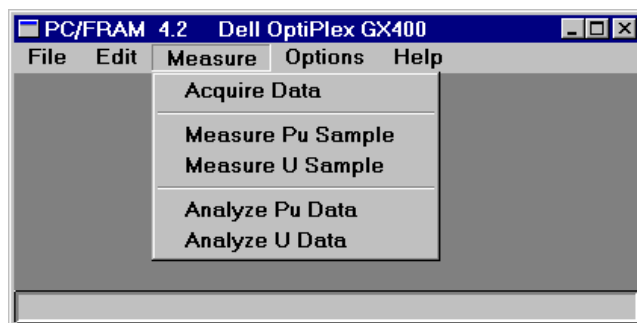 PC/FRAM 4.2 Dell OptiPlex GX400
File Edit Measure Options Help
Acquire Data
Measure Pu Sample
Measure U Sample
Analyze Pu Data
Analyze U Data